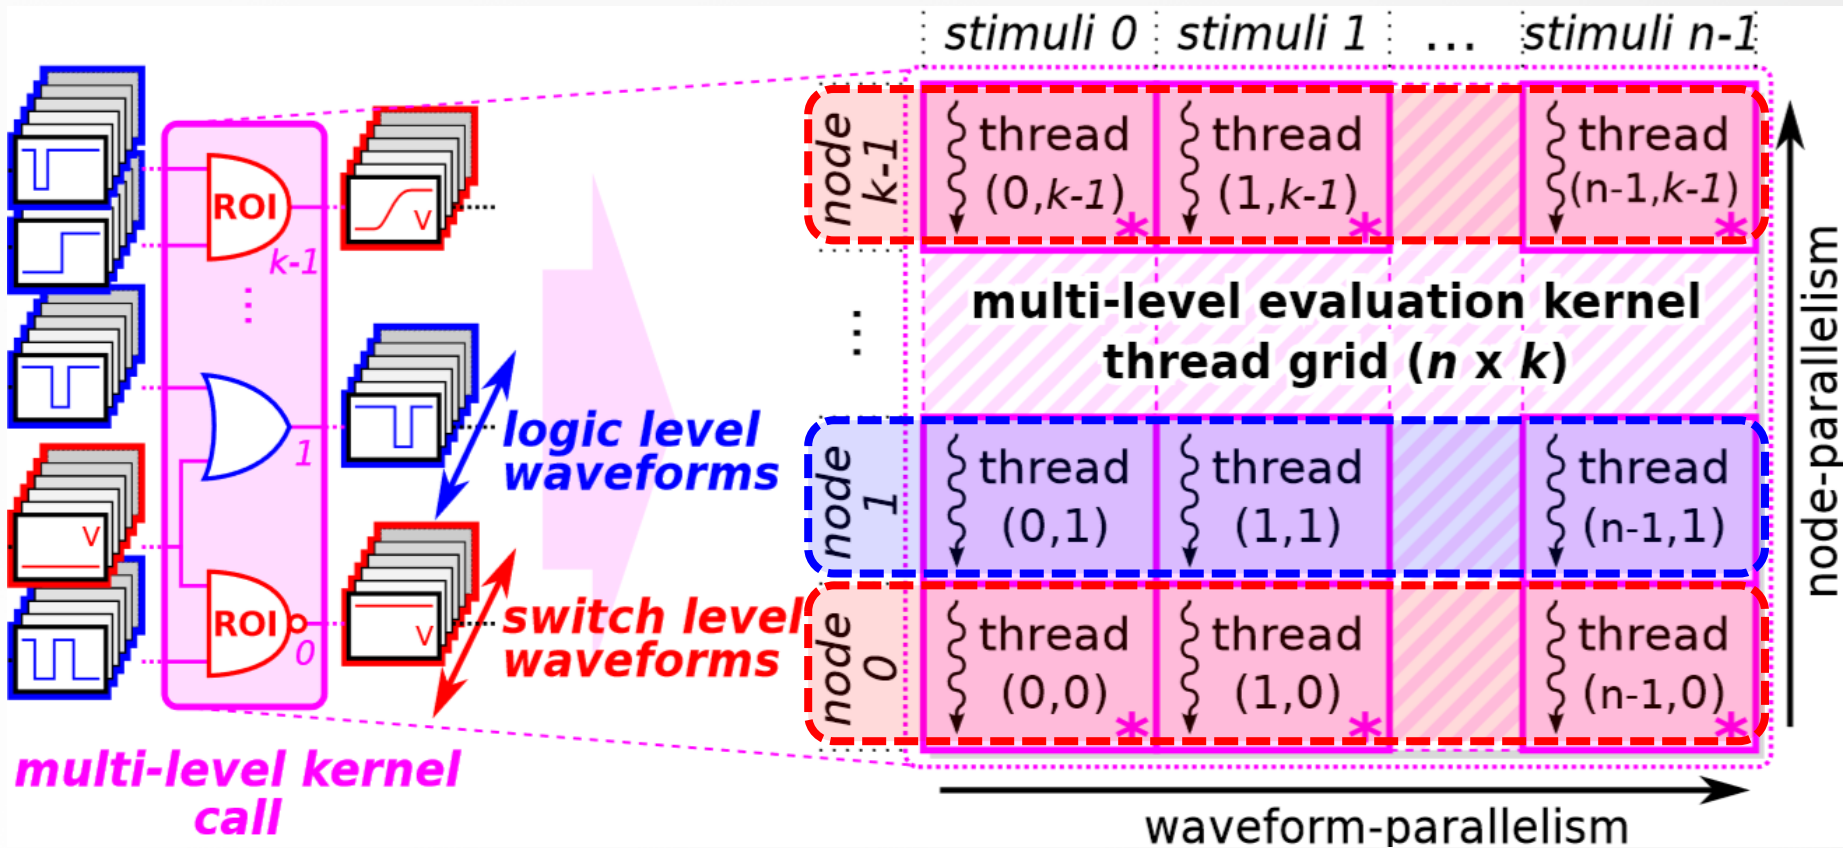 stimuli 0
stimuli 1
...
stimuli n-1
ROI
k-1
V
⋮
1
V
ROI
0
V
logic level
waveforms
switch level
waveforms
multi-level kernel
call
node
k-1
thread
(0,k-1)
*
thread
(1,k-1)
*
thread
(n-1,k-1)
*
⋮
multi-level evaluation kernel
thread grid (n x k)
node
1
thread
(0,1)
thread
(1,1)
thread
(n-1,1)
node
0
thread
(0,0)
*
thread
(1,0)
*
thread
(n-1,0)
*
node-parallelism
waveform-parallelism